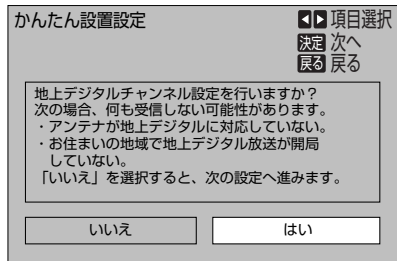 かんたん設置設定
◀▶ 項目選択
決定 次へ
戻る 戻る
地上デジタルチャンネル設定を行いますか？
次の場合、何も受信しない可能性があります。
・アンテナが地上デジタルに対応していない。
・お住まいの地域で地上デジタル放送が開局
していない。
「いいえ」を選択すると、次の設定へ進みます。
いいえ
はい